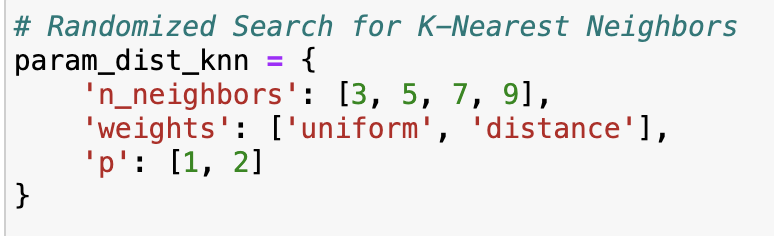 # Randomized Search for K-Nearest Neighbors
param_dist_knn = {
    'n_neighbors': [3, 5, 7, 9],
    'weights': ['uniform', 'distance'],
    'p': [1, 2]
}